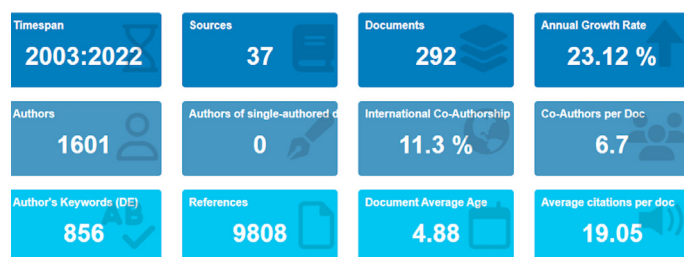 Timespan
2003:2022
Sources
37
Documents
292
Annual Growth Rate
23.12 %
Authors
1601
Authors of single-authored d
0
International Co-Authorship
11.3 %
Co-Authors per Doc
6.7
Author's Keywords (DE)
AB
856
References
9808
Document Average Age
4.88
Average citations per doc
19.05